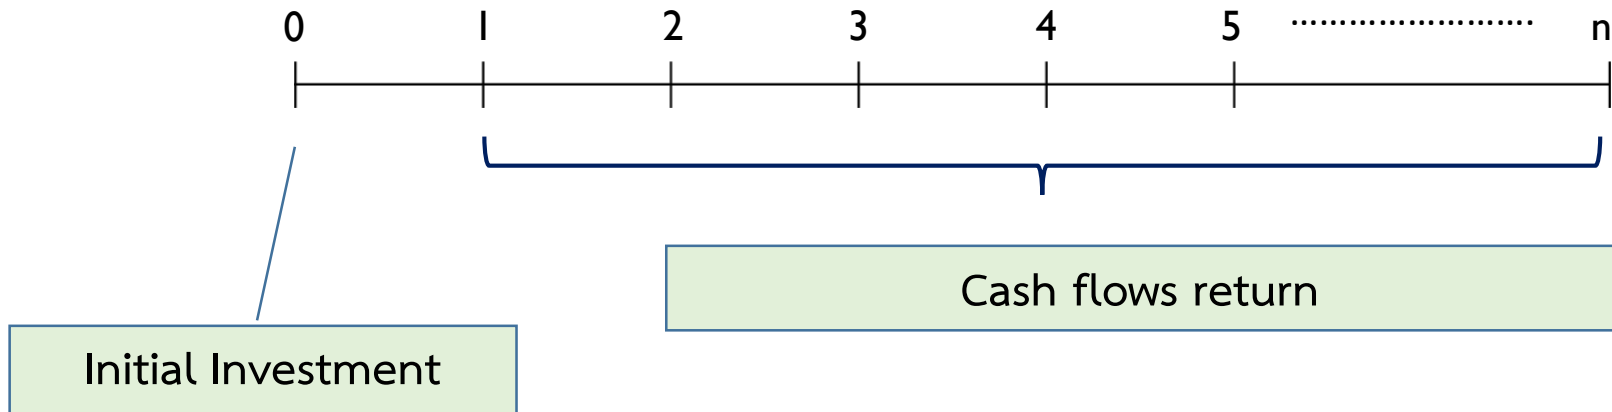 0 1 2 3 4 5 ........................... n
Cash flows return
Initial Investment